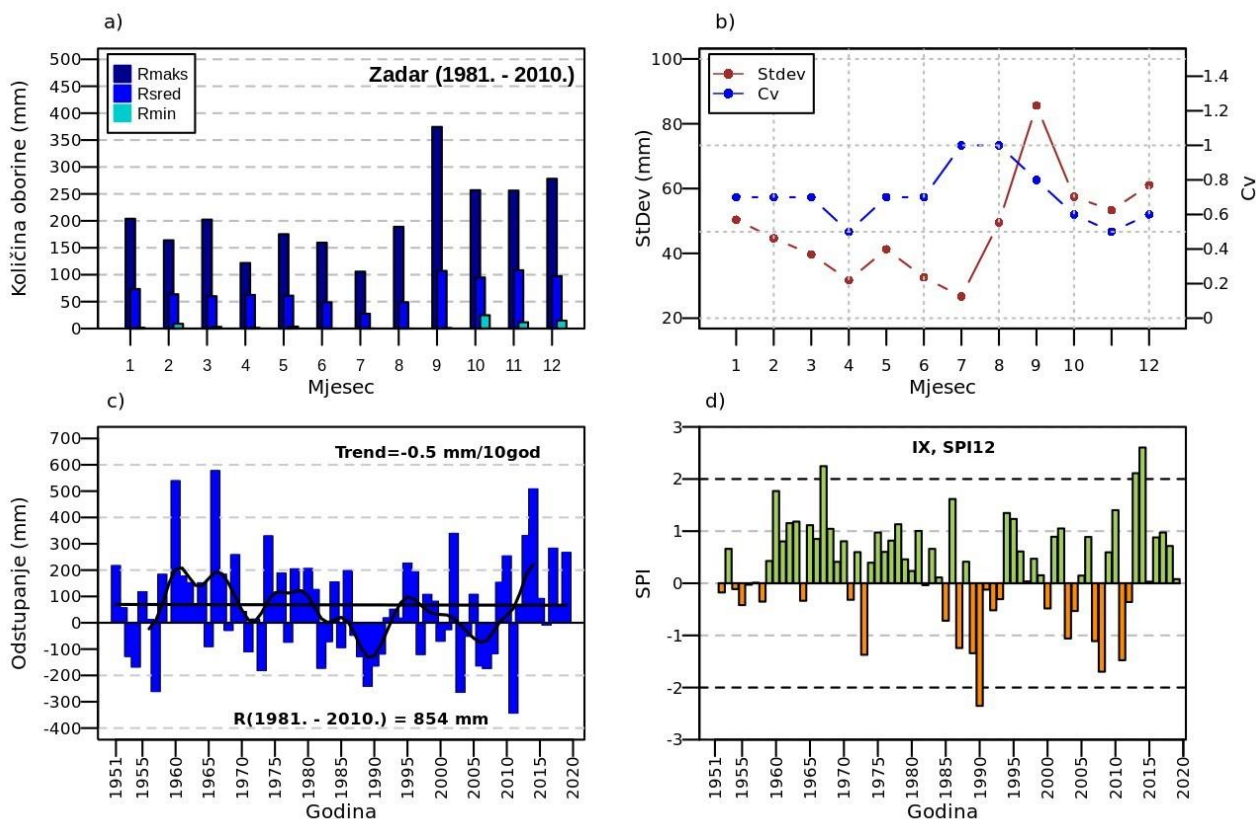 a)
Zadar (1981. - 2010.)
Rmaks
Rsred
Rmin
Količina oborine (mm)
500
450
400
350
300
250
200
150
100
50
0
1 2 3 4 5 6 7 8 9 10 11 12
Mjesec
b)
Stdev
Cv
StDev (mm)
100
80
60
40
20
Cv
1.4
1.2
1
0.8
0.6
0.4
0.2
0
1 2 3 4 5 6 7 8 9 10 12
Mjesec
c)
Trend=-0.5 mm/10god
Odstupanje (mm)
700
600
500
400
300
200
100
0
-100
-200
-300
-400
R(1981. - 2010.) = 854 mm
1951 1955 1960 1965 1970 1975 1980 1985 1990 1995 2000 2005 2010 2015 2020
Godina
d)
IX, SPI12
SPI
3
2
1
0
-1
-2
-3
1951 1955 1960 1965 1970 1975 1980 1985 1990 1995 2000 2005 2010 2015 2020
Godina